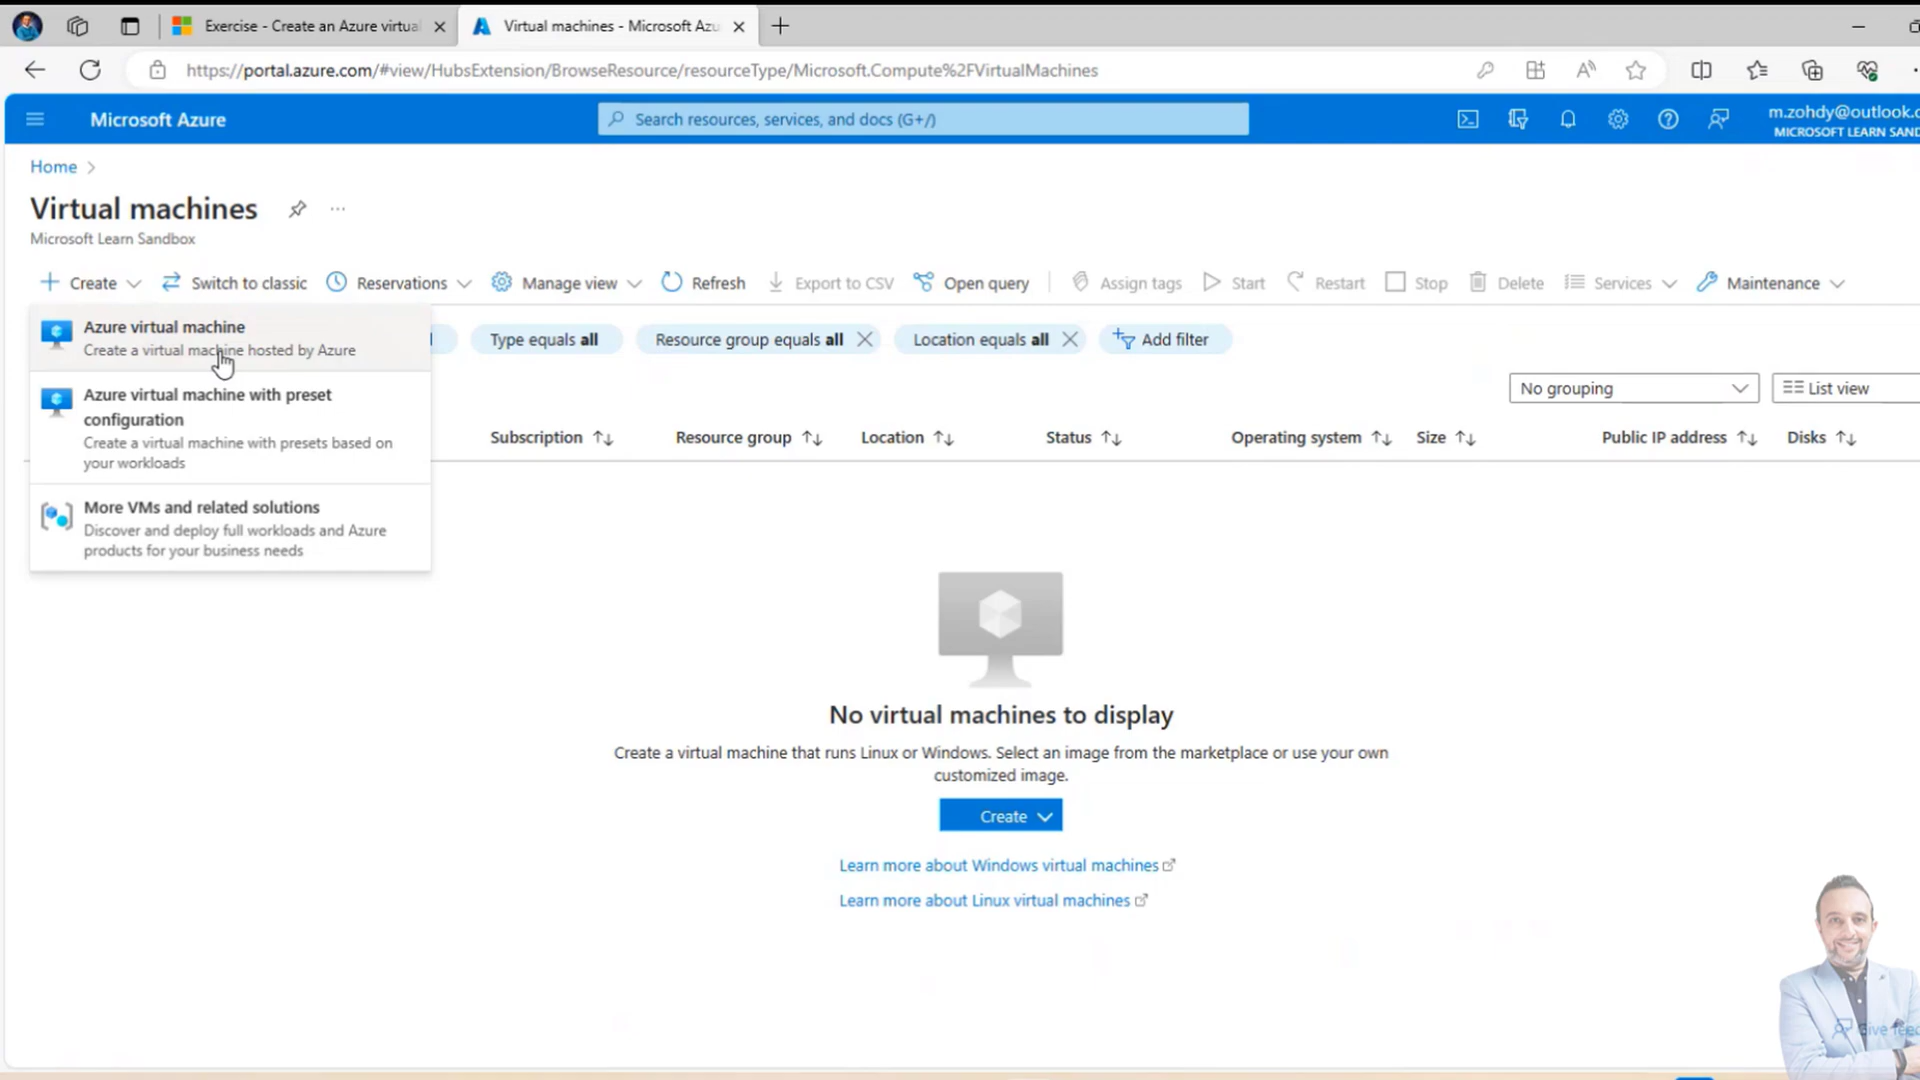 Exercise - Create an Azure virtual
Virtual machines - Microsoft Azu
https://portal.azure.com/#view/HubsExtension/BrowseResource/resourceType/Microsoft.Compute%2FVirtualMachines
Microsoft Azure
Search resources, services, and docs (G+/)
m.zohdy@outlook.c
MICROSOFT LEARN SAND
Home
Virtual machines
Microsoft Learn Sandbox
Create
Switch to classic
Reservations
Manage view
Refresh
Export to CSV
Open query
Assign tags
Start
Restart
Stop
Delete
Services
Maintenance
Azure virtual machine
Create a virtual machine hosted by Azure
Azure virtual machine with preset
configuration
Create a virtual machine with presets based on
your workloads
More VMs and related solutions
Discover and deploy full workloads and Azure
products for your business needs
Type equals all
Resource group equals all
Location equals all
Add filter
No grouping
List view
Subscription
Resource group
Location
Status
Operating system
Size
Public IP address
Disks
No virtual machines to display
Create a virtual machine that runs Linux or Windows. Select an image from the marketplace or use your own
customized image.
Create
Learn more about Windows virtual machines
Learn more about Linux virtual machines
Give feed